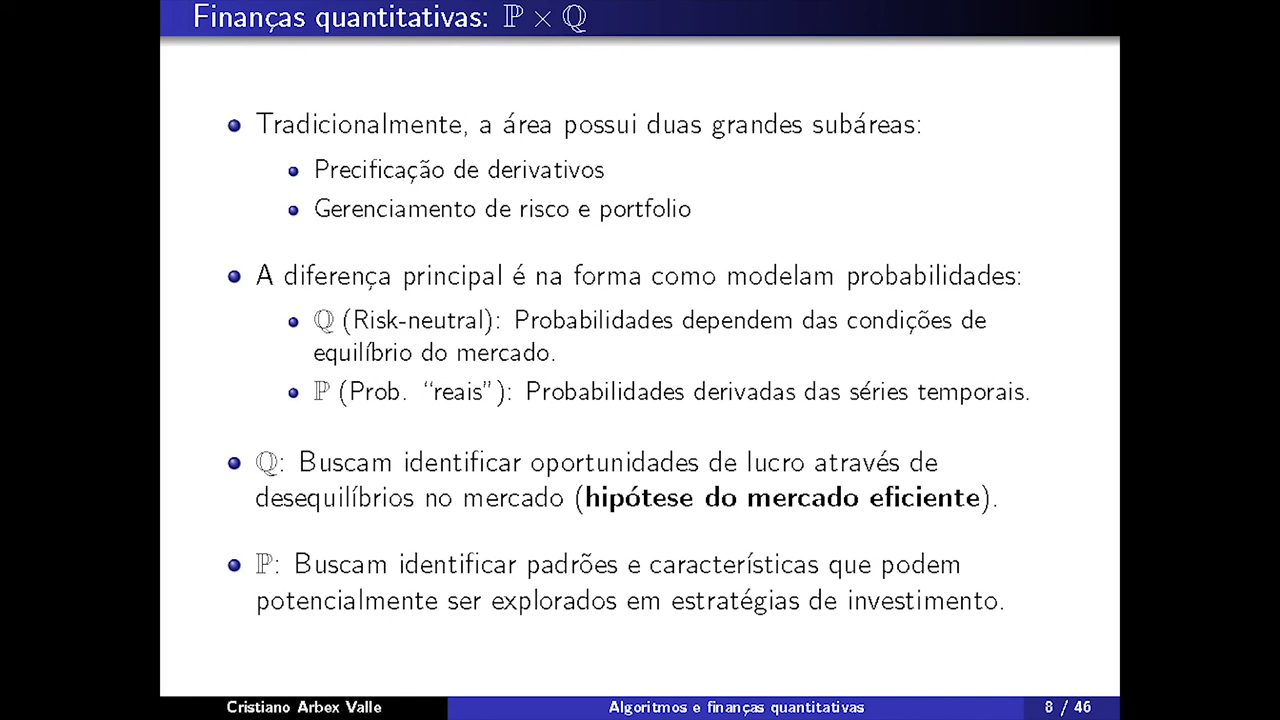 Finanças quantitativas: ℙ × ℚ
Tradicionalmente, a área possui duas grandes subáreas:
Precificação de derivativos
Gerenciamento de risco e portfolio
A diferença principal é na forma como modelam probabilidades:
ℚ (Risk-neutral): Probabilidades dependem das condições de
equilíbrio do mercado.
ℙ (Prob. “reais”): Probabilidades derivadas das séries temporais.
ℚ: Buscam identificar oportunidades de lucro através de
desequilíbrios no mercado (hipótese do mercado eficiente).
ℙ: Buscam identificar padrões e características que podem
potencialmente ser explorados em estratégias de investimento.
Cristiano Arbex Valle Algoritmos e finanças quantitativas 8 / 46